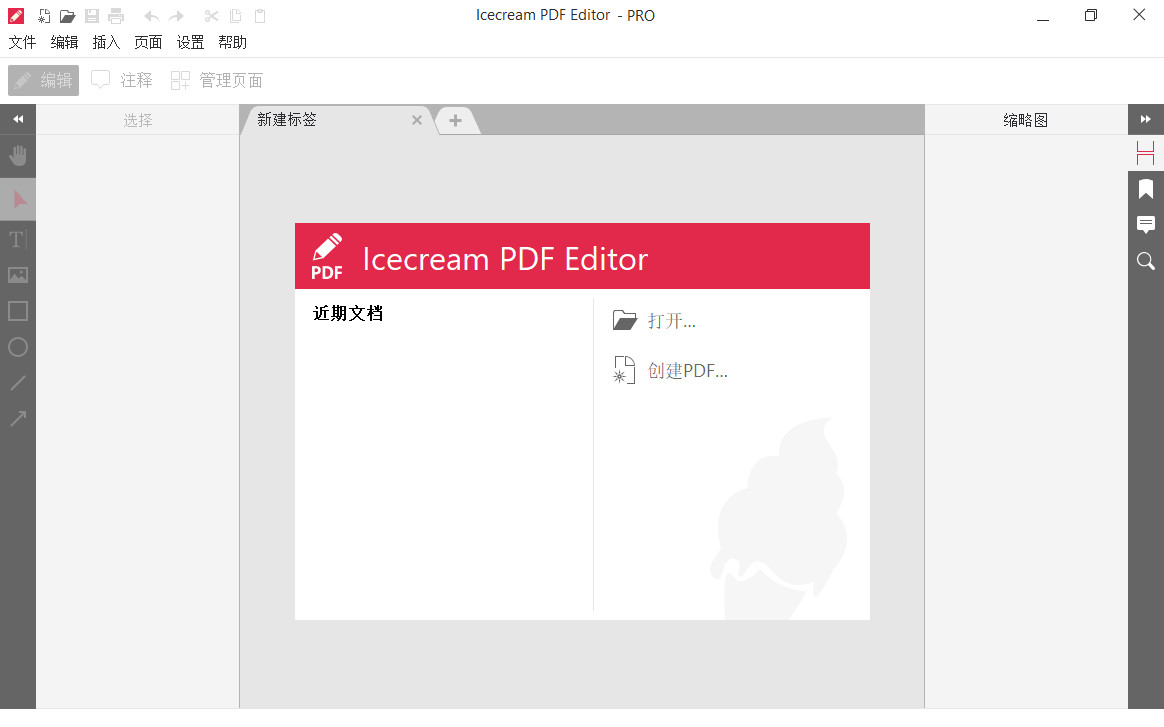 Icecream PDF Editor - PRO
文件 编辑 插入 页面 设置 帮助
编辑 注释 管理页面
选择 新建标签 缩略图
PDF Icecream PDF Editor
近期文档
打开...
创建PDF...